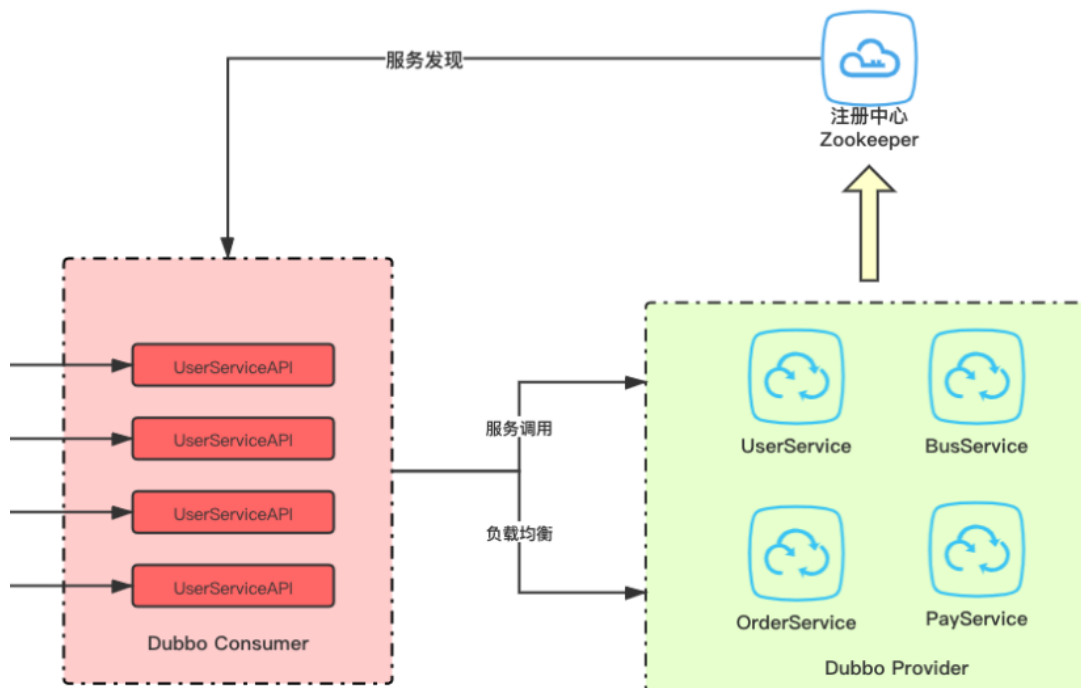 服务发现
注册中心
Zookeeper
UserServiceAPI
UserServiceAPI
UserServiceAPI
UserServiceAPI
Dubbo Consumer
服务调用
负载均衡
UserService
BusService
OrderService
PayService
Dubbo Provider